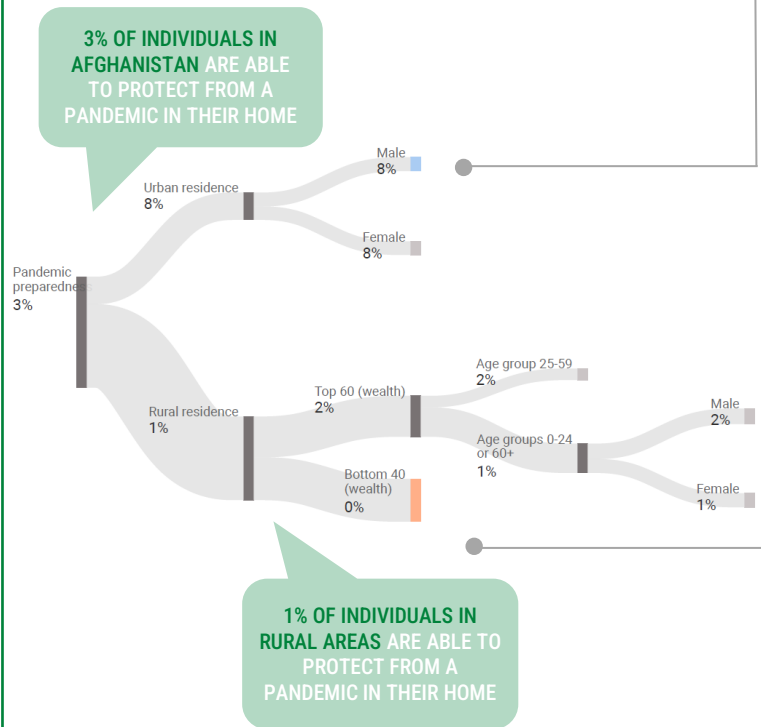 3% OF INDIVIDUALS IN
AFGHANISTAN ARE ABLE
TO PROTECT FROM A
PANDEMIC IN THEIR HOME
Male
8%
Urban residence
8%
Female
8%
Pandemic
preparedness
3%
Age group 25-59
2%
Top 60 (wealth)
2%
Rural residence
1%
Male
2%
Age groups 0-24
or 60+
1%
Bottom 40
(wealth)
0%
Female
1%
1% OF INDIVIDUALS IN
RURAL AREAS ARE ABLE TO
PROTECT FROM A
PANDEMIC IN THEIR HOME